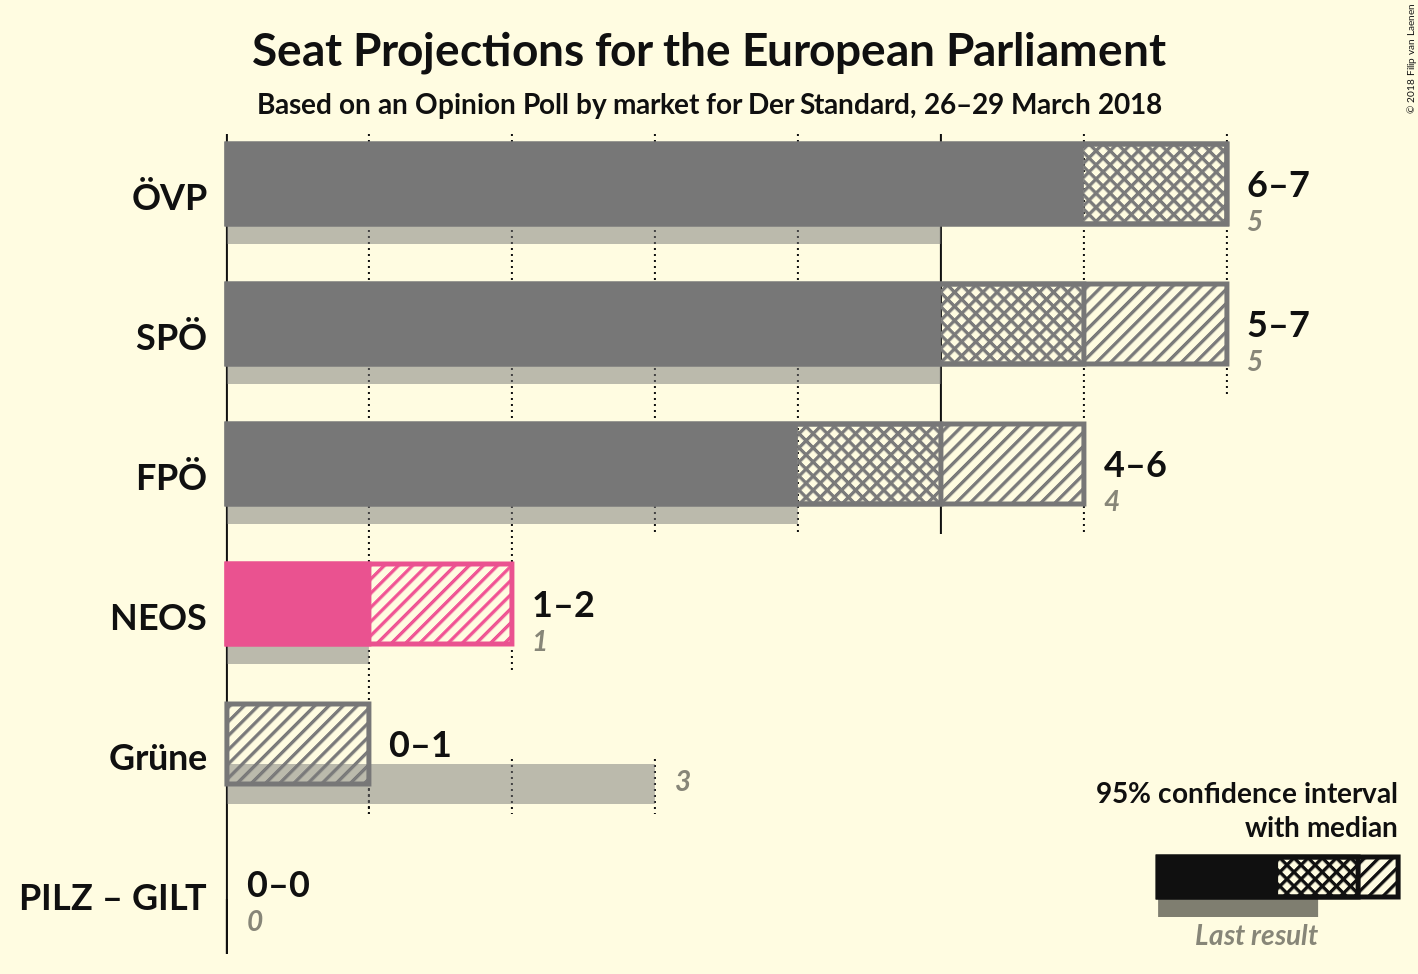 Seat Projections for the European Parliament
Based on an Opinion Poll by market for Der Standard, 26–29 March 2018
© 2018 Filip van Laenen
ÖVP
6–7
5
SPÖ
5–7
5
FPÖ
4–6
4
NEOS
1–2
1
Grüne
0–1
3
PILZ – GILT
0–0
0
95% confidence interval
with median
Last result